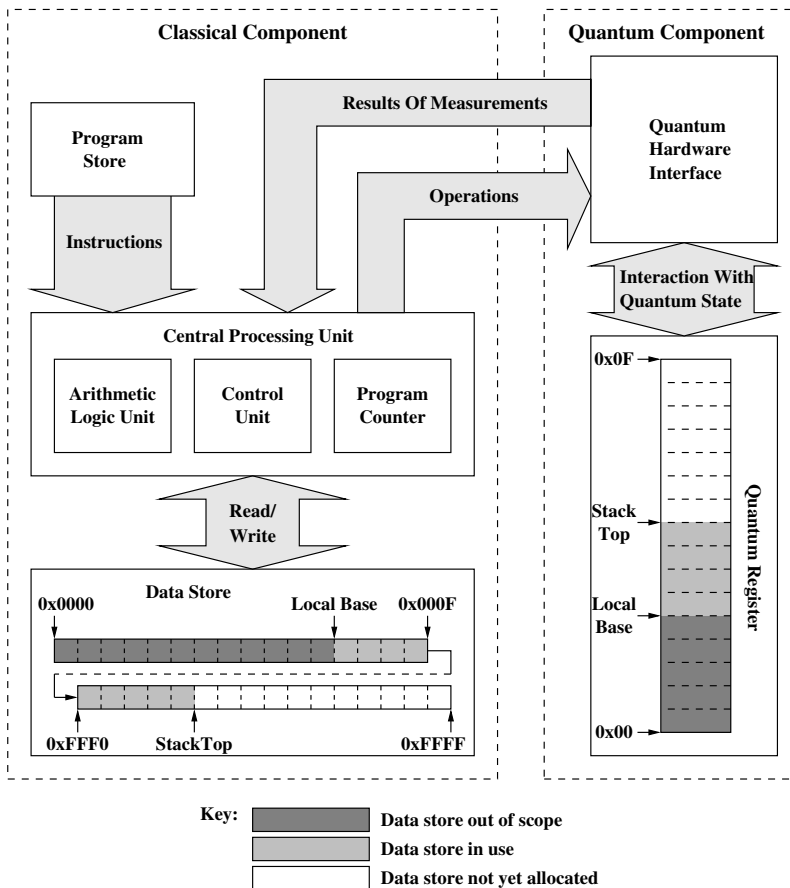 Classical Component
Quantum Component
Program
Store
Results Of Measurements
Quantum
Hardware
Interface
Instructions
Operations
Interaction With
Quantum State
Central Processing Unit
Arithmetic
Logic Unit
Control
Unit
Program
Counter
0x0F
Stack
Top
Local
Base
0x00
Quantum Register
Read/
Write
Data Store
0x0000
Local Base
0x000F
0xFFF0
StackTop
0xFFFF
Key:
Data store out of scope
Data store in use
Data store not yet allocated